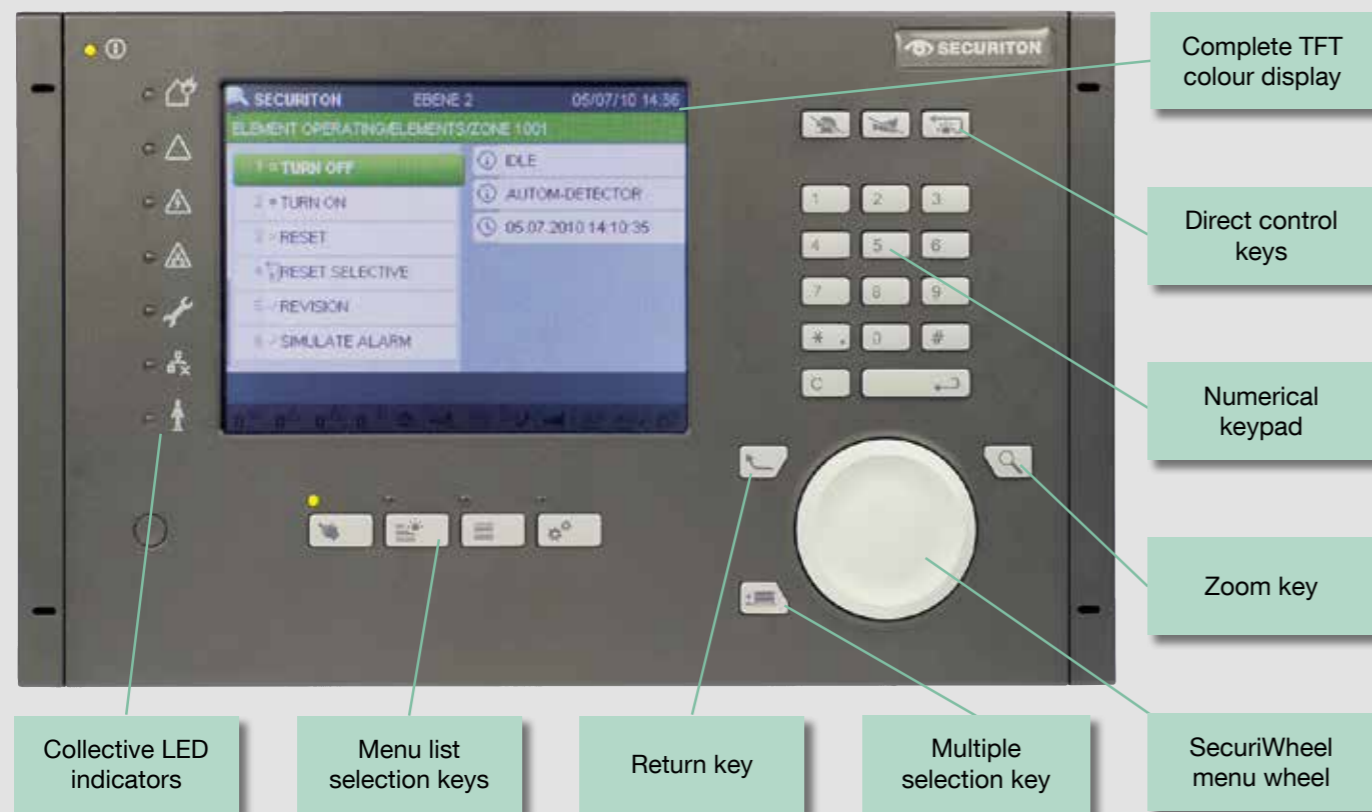 SECURITON
Complete TFT
colour display
SECURITON EBENE 2 05/07/10 14:36
ELEMENT OPERATING/ELEMENTS/ZONE 1001
1 TURN OFF
IDLE
2 TURN ON
AUTOM-DETECTOR
3 RESET
05.07.2010 14:10:35
4 RESET SELECTIVE
5 REVISION
6 SIMULATE ALARM
1 2 3
4 5 6
7 8 9
* . 0 #
C
Direct control
keys
Numerical
keypad
Zoom key
Collective LED
indicators
Menu list
selection keys
Return key
Multiple
selection key
SecuriWheel
menu wheel